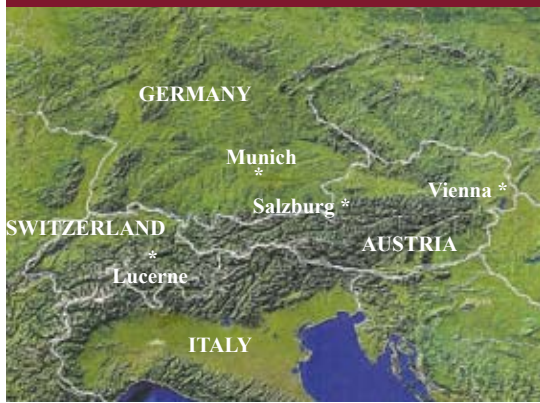 GERMANY
Munich
*
Salzburg *
Vienna *
SWITZERLAND
AUSTRIA
*
Lucerne
ITALY